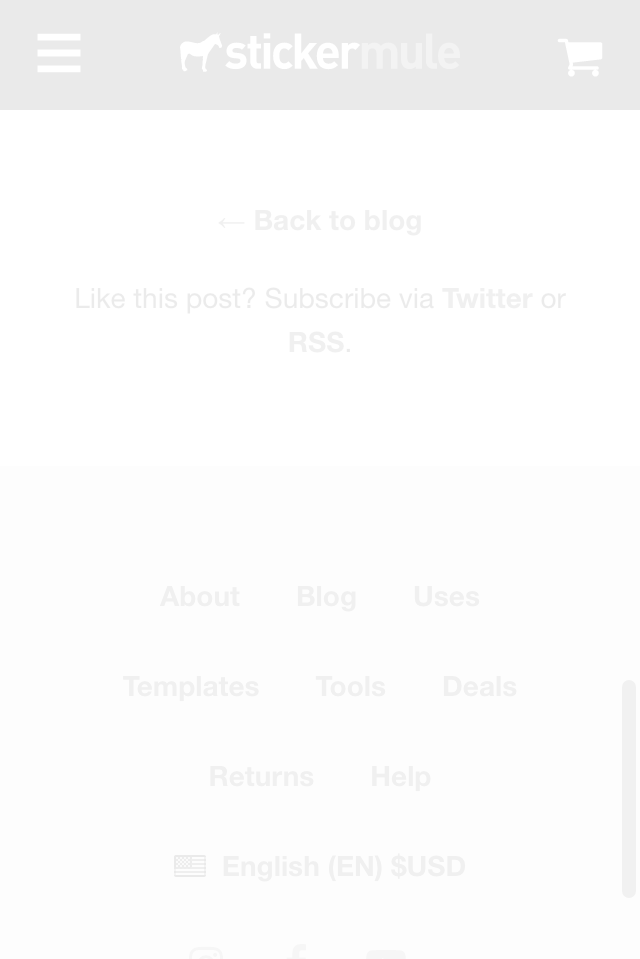 stickermule
← Back to blog
Like this post? Subscribe via Twitter or
RSS.
About Blog Uses
Templates Tools Deals
Returns Help
English (EN) $USD